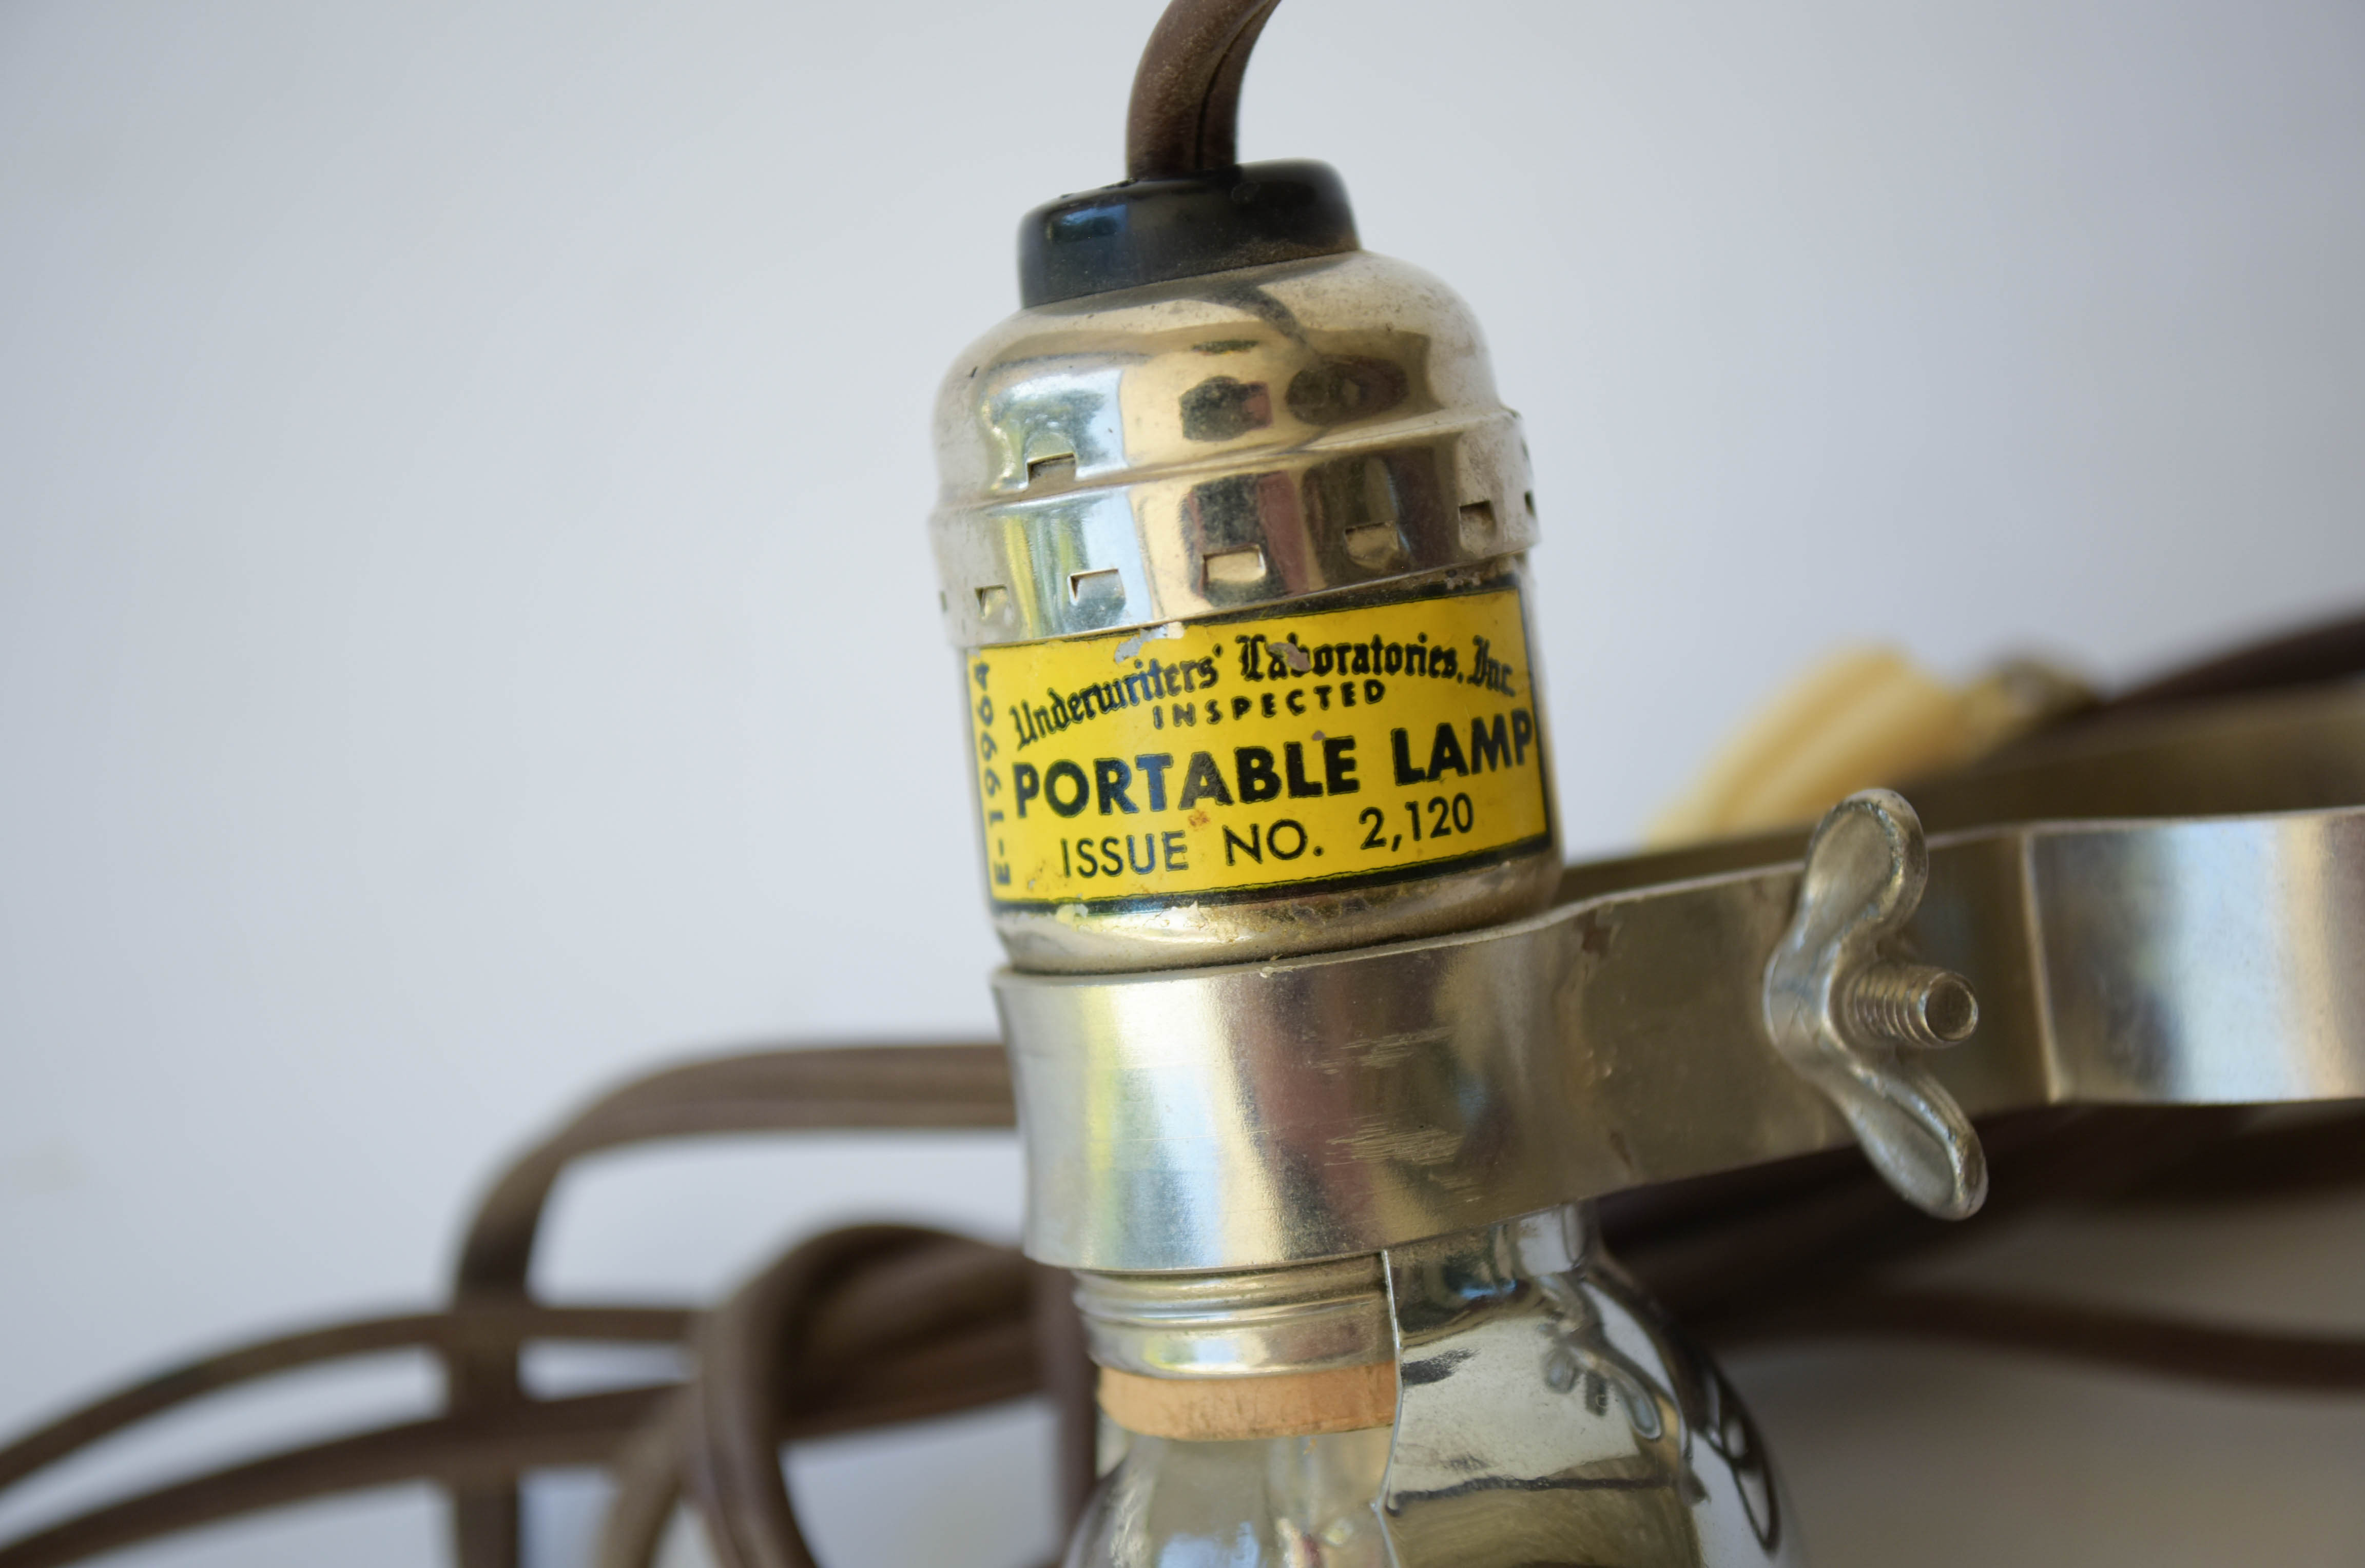 Underwriters' Laboratories, Inc.
INSPECTED
PORTABLE LAMP
ISSUE NO. 2,120
E-19964